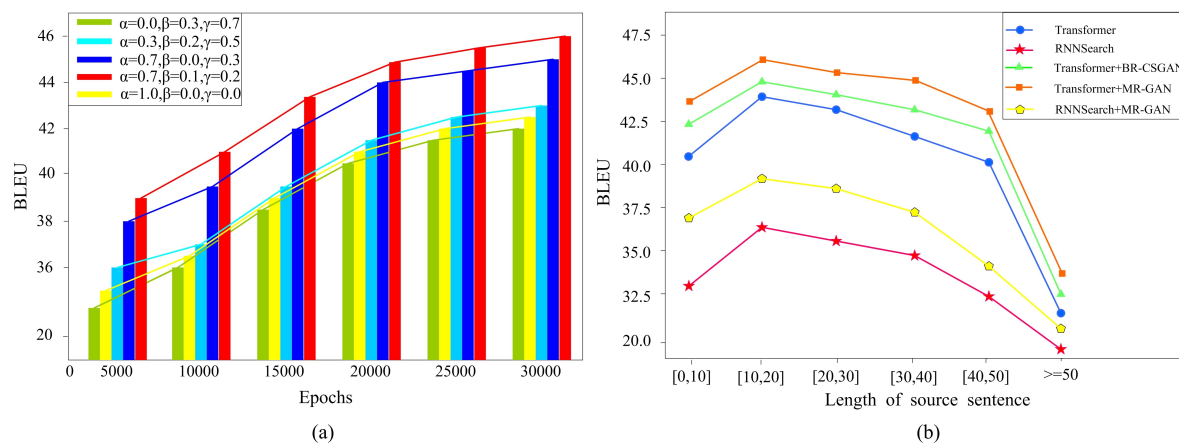 α=0.0,β=0.3,γ=0.7
α=0.3,β=0.2,γ=0.5
α=0.7,β=0.0,γ=0.3
α=0.7,β=0.1,γ=0.2
α=1.0,β=0.0,γ=0.0
46
44
42
40
38
36
20
BLEU
0 5000 10000 15000 20000 25000 30000
Epochs
(a)
Transformer
RNNSearch
Transformer+BR-CSGAN
Transformer+MR-GAN
RNNSearch+MR-GAN
47.5
45.0
42.5
40.0
37.5
35.0
32.5
20.0
BLEU
[0,10] [10,20] [20,30] [30,40] [40,50] >=50
Length of source sentence
(b)